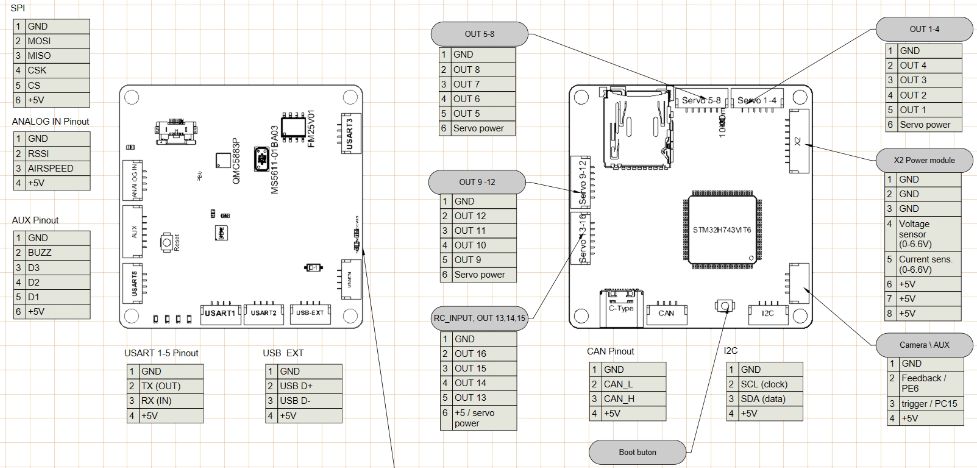 SPI
1 GND
2 MOSI
3 MISO
4 CSK
5 CS
6 +5V
ANALOG IN Pinout
1 GND
2 RSSI
3 AIRSPEED
4 +5V
AUX Pinout
1 GND
2 BUZZ
3 D3
4 D2
5 D1
6 +5V
QMC5883P
MS5611-01BA03
FM25V01
USART3
ANALOG IN
AUX
Reset
USART8
USART1
USART2
USB-EXT
USART 1-5 Pinout
1 GND
2 TX (OUT)
3 RX (IN)
4 +5V
USB EXT
1 GND
2 USB D+
3 USB D-
4 +5V
OUT 5-8
1 GND
2 OUT 8
3 OUT 7
4 OUT 6
5 OUT 5
6 Servo power
OUT 9 -12
1 GND
2 OUT 12
3 OUT 11
4 OUT 10
5 OUT 9
6 Servo power
RC_INPUT, OUT 13,14,15
1 GND
2 OUT 16
3 OUT 15
4 OUT 14
5 OUT 13
6 +5 / servo
power
Servo 5-8
Servo 1-4
X2
Servo 9-12
Servo 13-16
STM32H743VIT6
C-Type
CAN
I2C
CAN Pinout
1 GND
2 CAN_L
3 CAN_H
4 +5V
I2C
1 GND
2 SCL (clock)
3 SDA (data)
4 +5V
Boot buton
OUT 1-4
1 GND
2 OUT 4
3 OUT 3
4 OUT 2
5 OUT 1
6 Servo power
X2 Power module
1 GND
2 GND
3 GND
4 Voltage
sensor
(0-6.6V)
5 Current sens.
(0-6.6V)
6 +5V
7 +5V
8 +5V
Camera \ AUX
1 GND
2 Feedback /
PE6
3 trigger / PC15
4 +5V